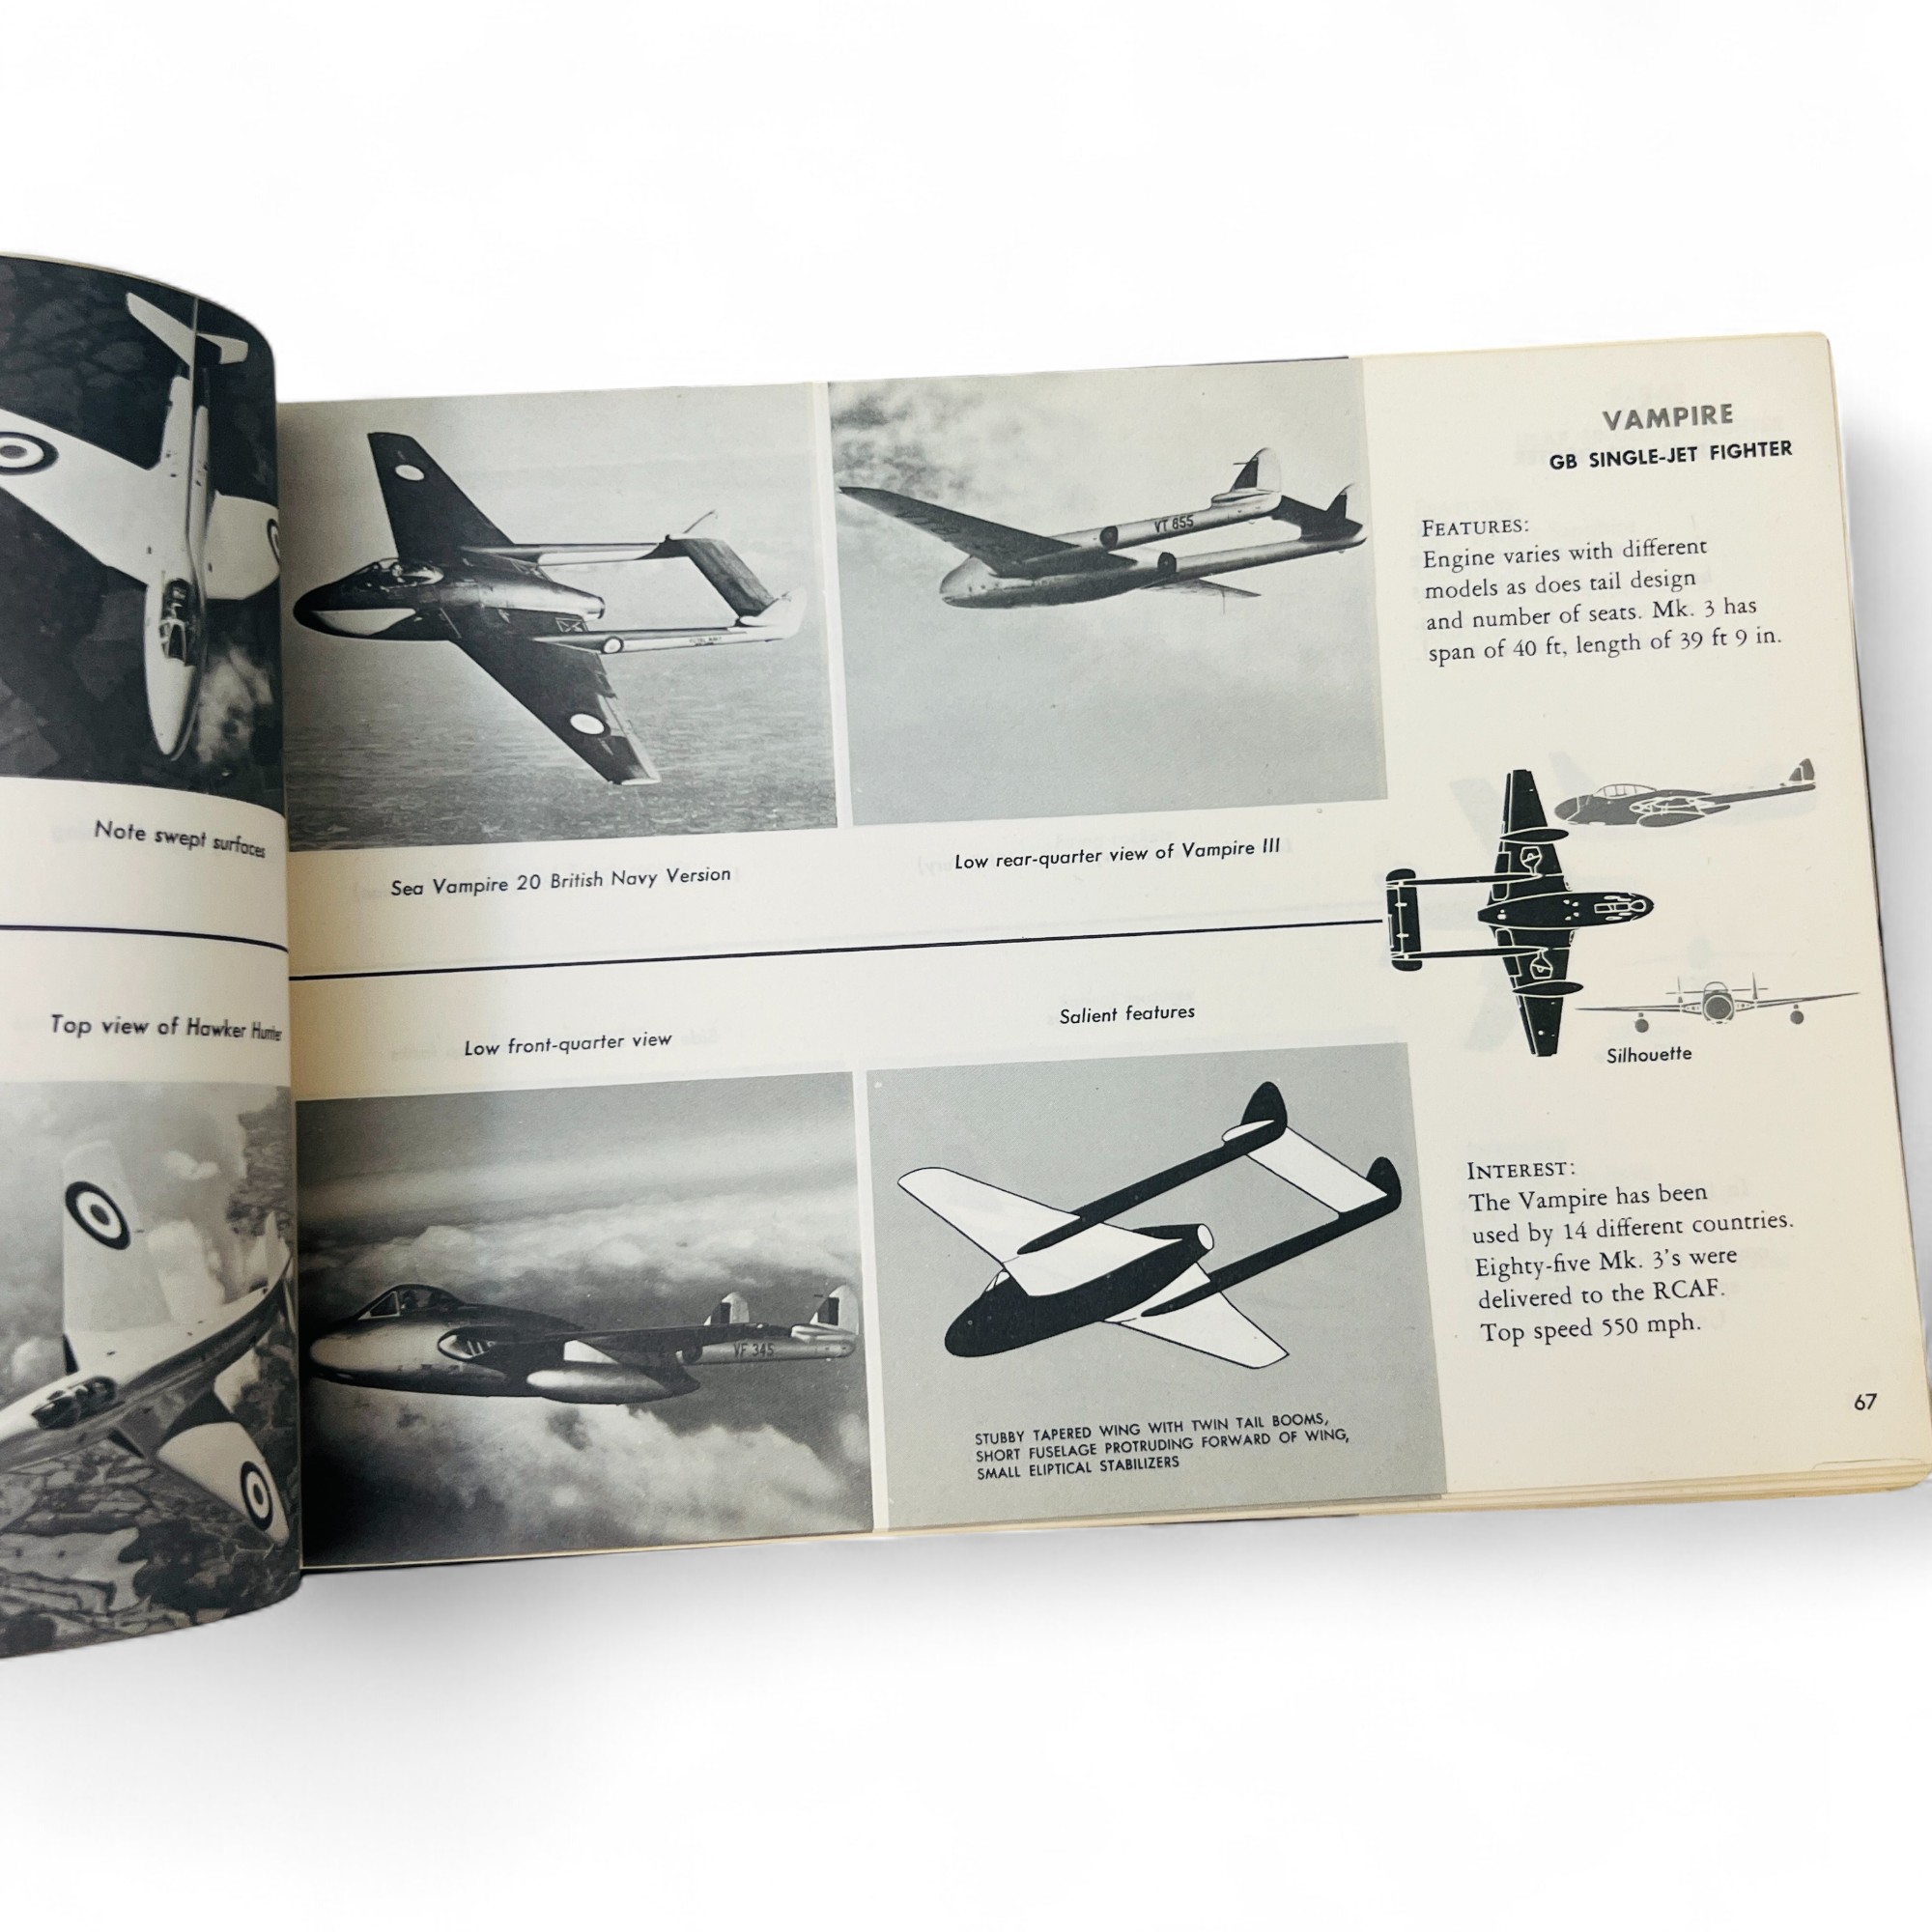 Note swept surfaces
Top view of Hawker Hunter
Sea Vampire 20 British Navy Version
VT 855
Low rear-quarter view of Vampire III
Low front-quarter view
VF 345
Salient features
STUBBY TAPERED WING WITH TWIN TAIL BOOMS,
SHORT FUSELAGE PROTRUDING FORWARD OF WING,
SMALL ELIPTICAL STABILIZERS
VAMPIRE
GB SINGLE-JET FIGHTER
FEATURES:
Engine varies with different
models as does tail design
and number of seats. Mk. 3 has
span of 40 ft, length of 39 ft 9 in.
Silhouette
INTEREST:
The Vampire has been
used by 14 different countries.
Eighty-five Mk. 3's were
delivered to the RCAF.
Top speed 550 mph.
67